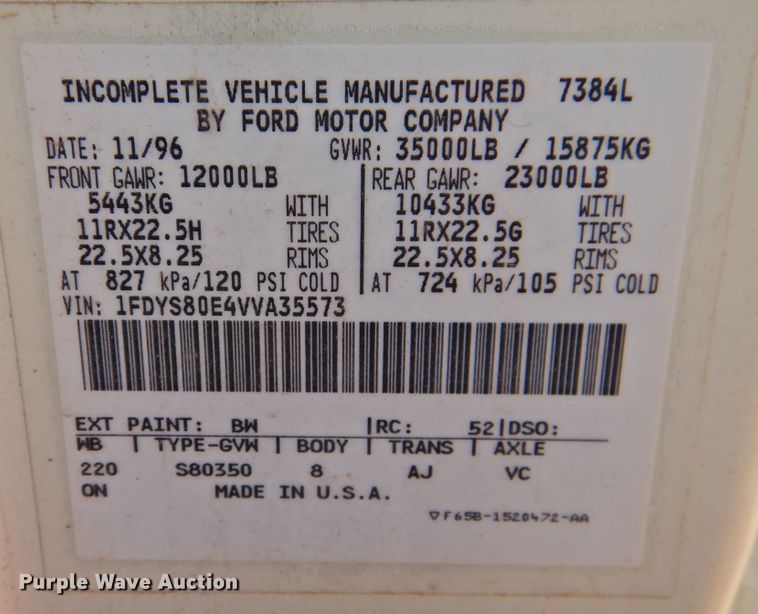 INCOMPLETE VEHICLE MANUFACTURED 7384L
BY FORD MOTOR COMPANY
DATE: 11/96 GVWR: 35000LB / 15875KG
FRONT GAWR: 12000LB REAR GAWR: 23000LB
5443KG WITH 10433KG WITH
11RX22.5H TIRES 11RX22.5G TIRES
22.5X8.25 RIMS 22.5X8.25 RIMS
AT 827 kPa/120 PSI COLD AT 724 kPa/105 PSI COLD
VIN: 1FDYS80E4VVA35573
EXT PAINT: BW |RC: 52|DSO:
WB | TYPE-GVW | BODY | TRANS | AXLE
220 S80350 8 AJ VC
ON MADE IN U.S.A.
▽F65B-1520472-AA
Purple Wave Auction